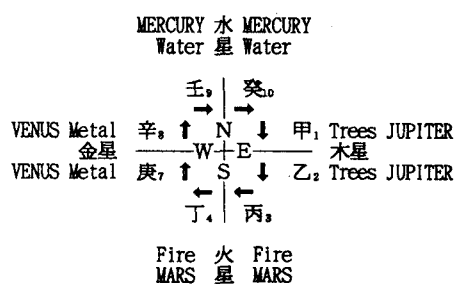 MERCURY 水 MERCURY
Water 星 Water
壬₉ 癸₁₀
VENUS Metal 辛₈ N 甲₁ Trees JUPITER
金星 W E 木星
VENUS Metal 庚₇ S 乙₂ Trees JUPITER
丁₄ 丙₃
Fire 火 Fire
MARS 星 MARS